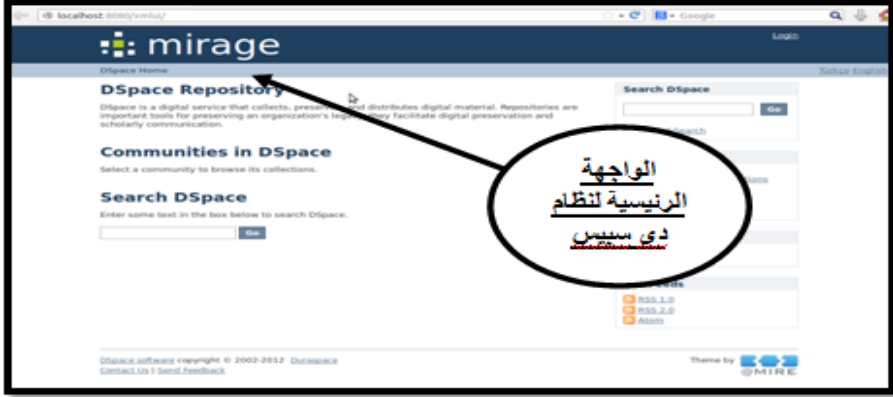 localhost:8080/xmlui/
Google
mirage
Login
DSpace Home
Türkçe English
DSpace Repository
DSpace is a digital service that collects, and distributes digital material. Repositories are
important tools for preserving an organization's they facilitate digital preservation and
scholarly communication.
Communities in DSpace
Select a community to browse its collections.
Search DSpace
Enter some text in the box below to search DSpace.
Go
Search DSpace
Go
Search
الواجهة
الرئيسية لنظام
دي سبيس
RSS 1.0
RSS 2.0
Atom
DSpace software copyright © 2002-2012 Duraspace
Contact Us | Send Feedback
Theme by
@MIRE